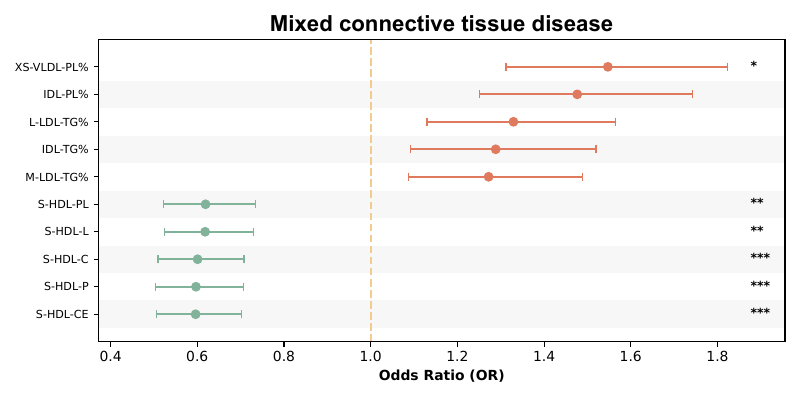 Mixed connective tissue disease
XS-VLDL-PL% *
IDL-PL%
L-LDL-TG%
IDL-TG%
M-LDL-TG%
S-HDL-PL **
S-HDL-L **
S-HDL-C ***
S-HDL-P ***
S-HDL-CE ***
0.4 0.6 0.8 1.0 1.2 1.4 1.6 1.8
Odds Ratio (OR)